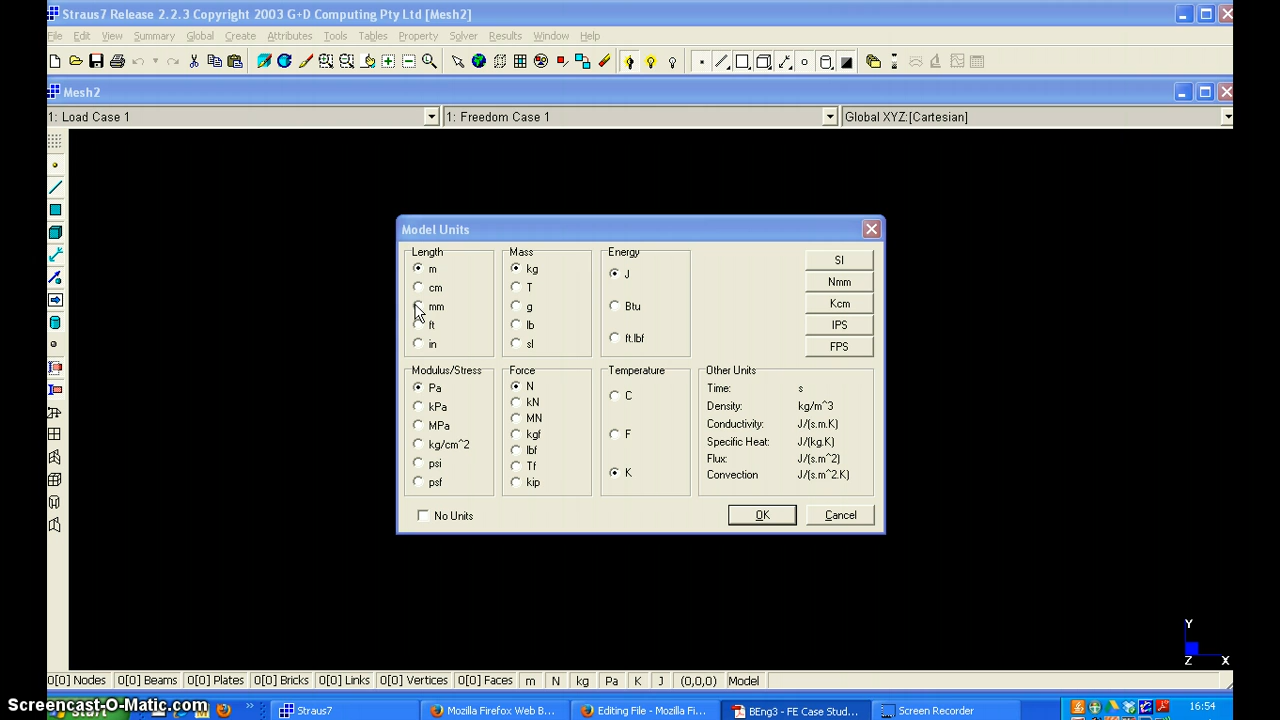 Straus7 Release 2.2.3 Copyright 2003 G+D Computing Pty Ltd [Mesh2]
File Edit View Summary Global Create Attributes Tools Tables Property Solver Results Window Help
Mesh2
1: Load Case 1 1: Freedom Case 1 Global XYZ:[Cartesian]
Model Units
Length Mass Energy
m kg J SI
cm T Nmm
mm g Btu Kcm
ft lb IPS
in sl ft.lbf FPS
Modulus/Stress Force Temperature Other Units
Pa N C Time: s
kPa kN Density: kg/m^3
MPa MN Conductivity: J/(s.m.K)
kg/cm^2 kgf F Specific Heat: J/(kg.K)
psi lbf Flux: J/(s.m^2)
psf Tf K Convection J/(s.m^2.K)
kip
No Units OK Cancel
Y
Z X
0[0] Nodes 0[0] Beams 0[0] Plates 0[0] Bricks 0[0] Links 0[0] Vertices 0[0] Faces m N kg Pa K J (0,0,0) Model
Screencast-O-Matic.com
start Straus7 Mozilla Firefox Web B... Editing File - Mozilla Fi... BEng3 - FE Case Stud... Screen Recorder 16:54